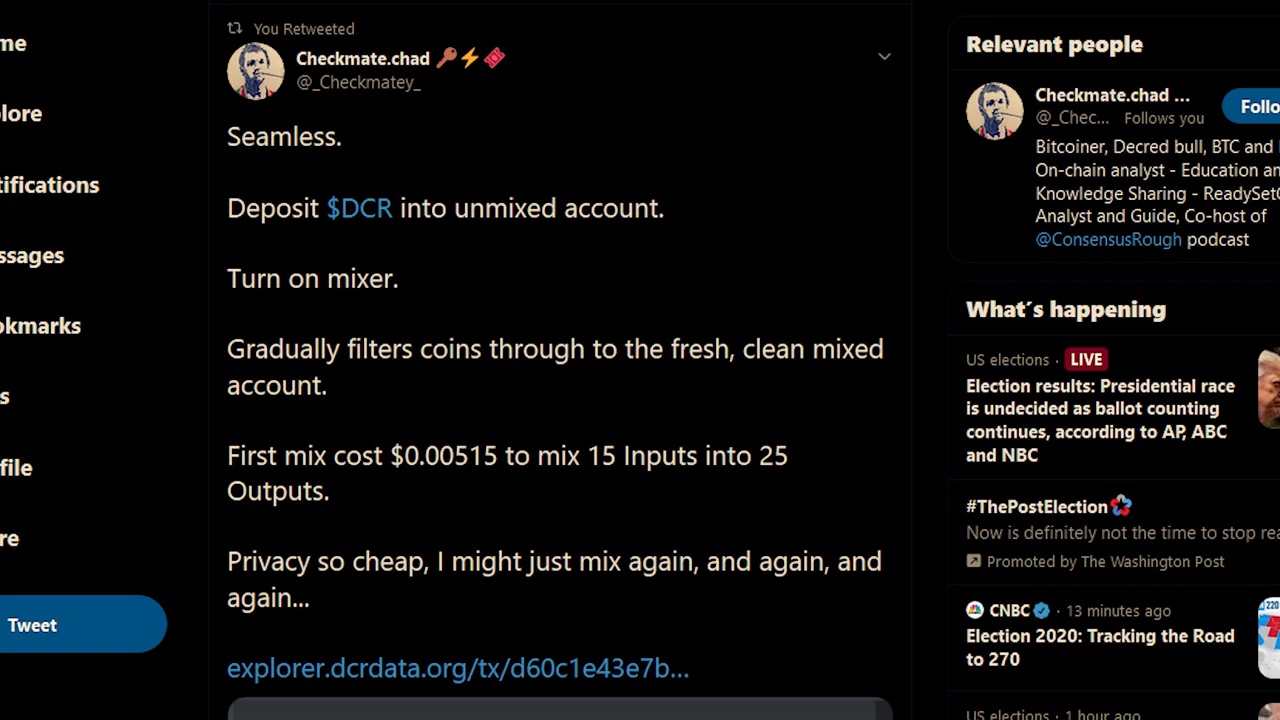 me
lore
tifications
ssages
okmarks
s
file
re
Tweet
You Retweeted
Checkmate.chad
@_Checkmatey_
Seamless.
Deposit $DCR into unmixed account.
Turn on mixer.
Gradually filters coins through to the fresh, clean mixed
account.
First mix cost $0.00515 to mix 15 Inputs into 25
Outputs.
Privacy so cheap, I might just mix again, and again, and
again...
explorer.dcrdata.org/tx/d60c1e43e7b...
Relevant people
Checkmate.chad ...
@_Chec... Follows you
Follo
Bitcoiner, Decred bull, BTC and
On-chain analyst - Education an
Knowledge Sharing - ReadySetC
Analyst and Guide, Co-host of
@ConsensusRough podcast
What's happening
US elections · LIVE
Election results: Presidential race
is undecided as ballot counting
continues, according to AP, ABC
and NBC
#ThePostElection
Now is definitely not the time to stop rea
Promoted by The Washington Post
CNBC · 13 minutes ago
Election 2020: Tracking the Road
to 270
220
US elections · 1 hour ago